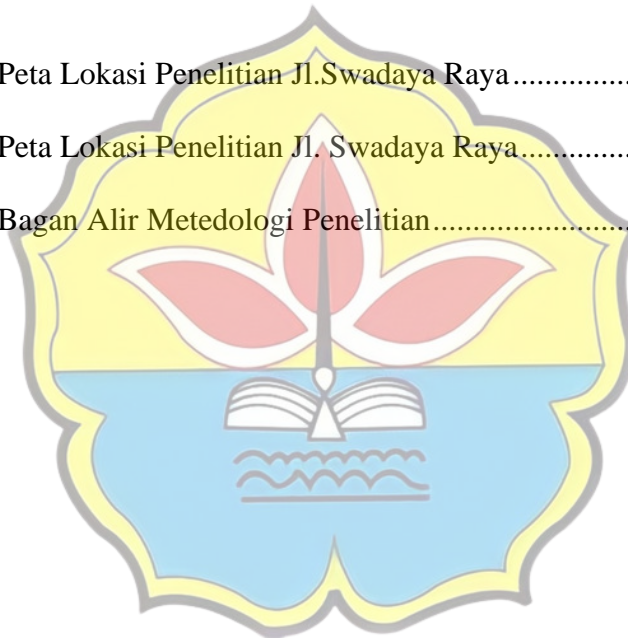 Peta Lokasi Penelitian Jl.Swadaya Raya................
Peta Lokasi Penelitian Jl. Swadaya Raya...............
Bagan Alir Metedologi Penelitian..........................